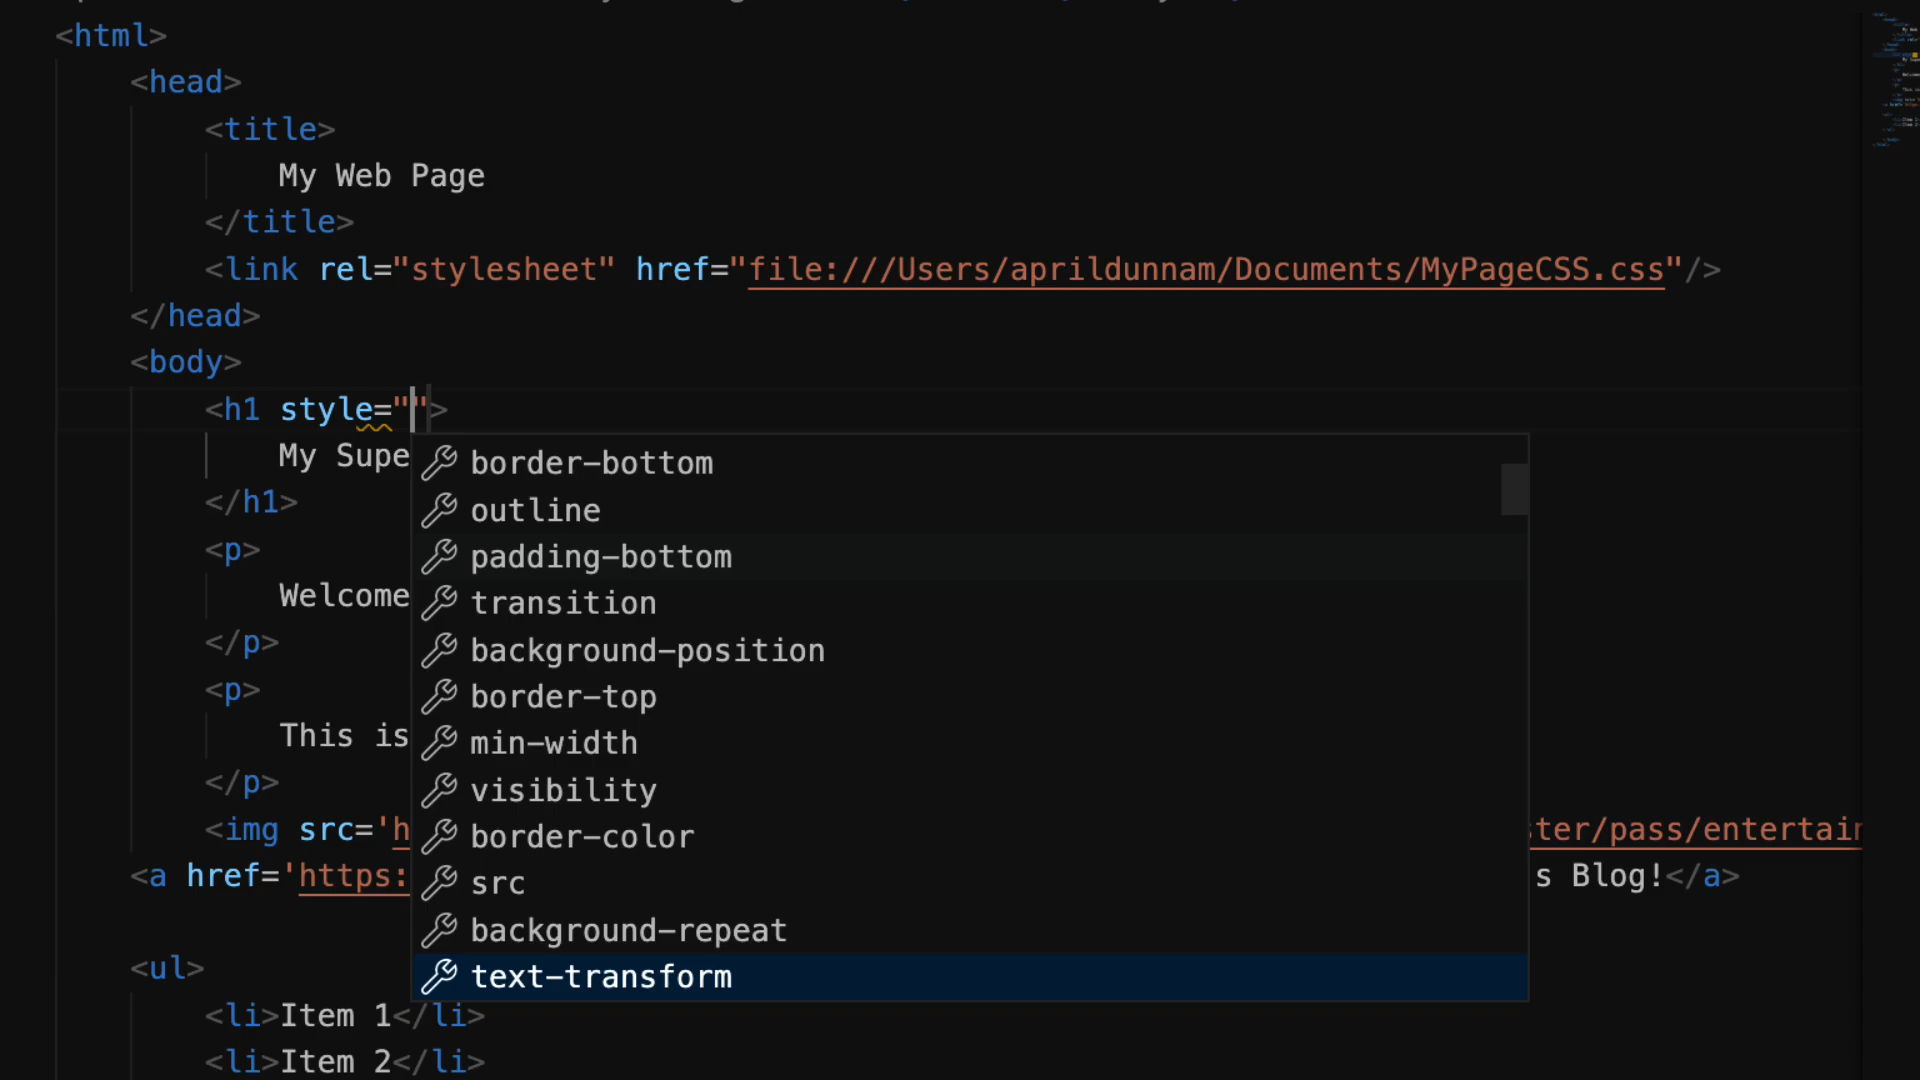 <html>
<head>
<title>
My Web Page
</title>
<link rel="stylesheet" href="file:///Users/aprildunnam/Documents/MyPageCSS.css"/>
</head>
<body>
<h1 style="">
My Supe
border-bottom
</h1>
outline
<p>
padding-bottom
Welcome
transition
</p>
background-position
<p>
border-top
This is
min-width
</p>
visibility
<img src='h
border-color
ter/pass/entertain
<a href='https:
src
s Blog!</a>
background-repeat
<ul>
text-transform
<li>Item 1</li>
<li>Item 2</li>